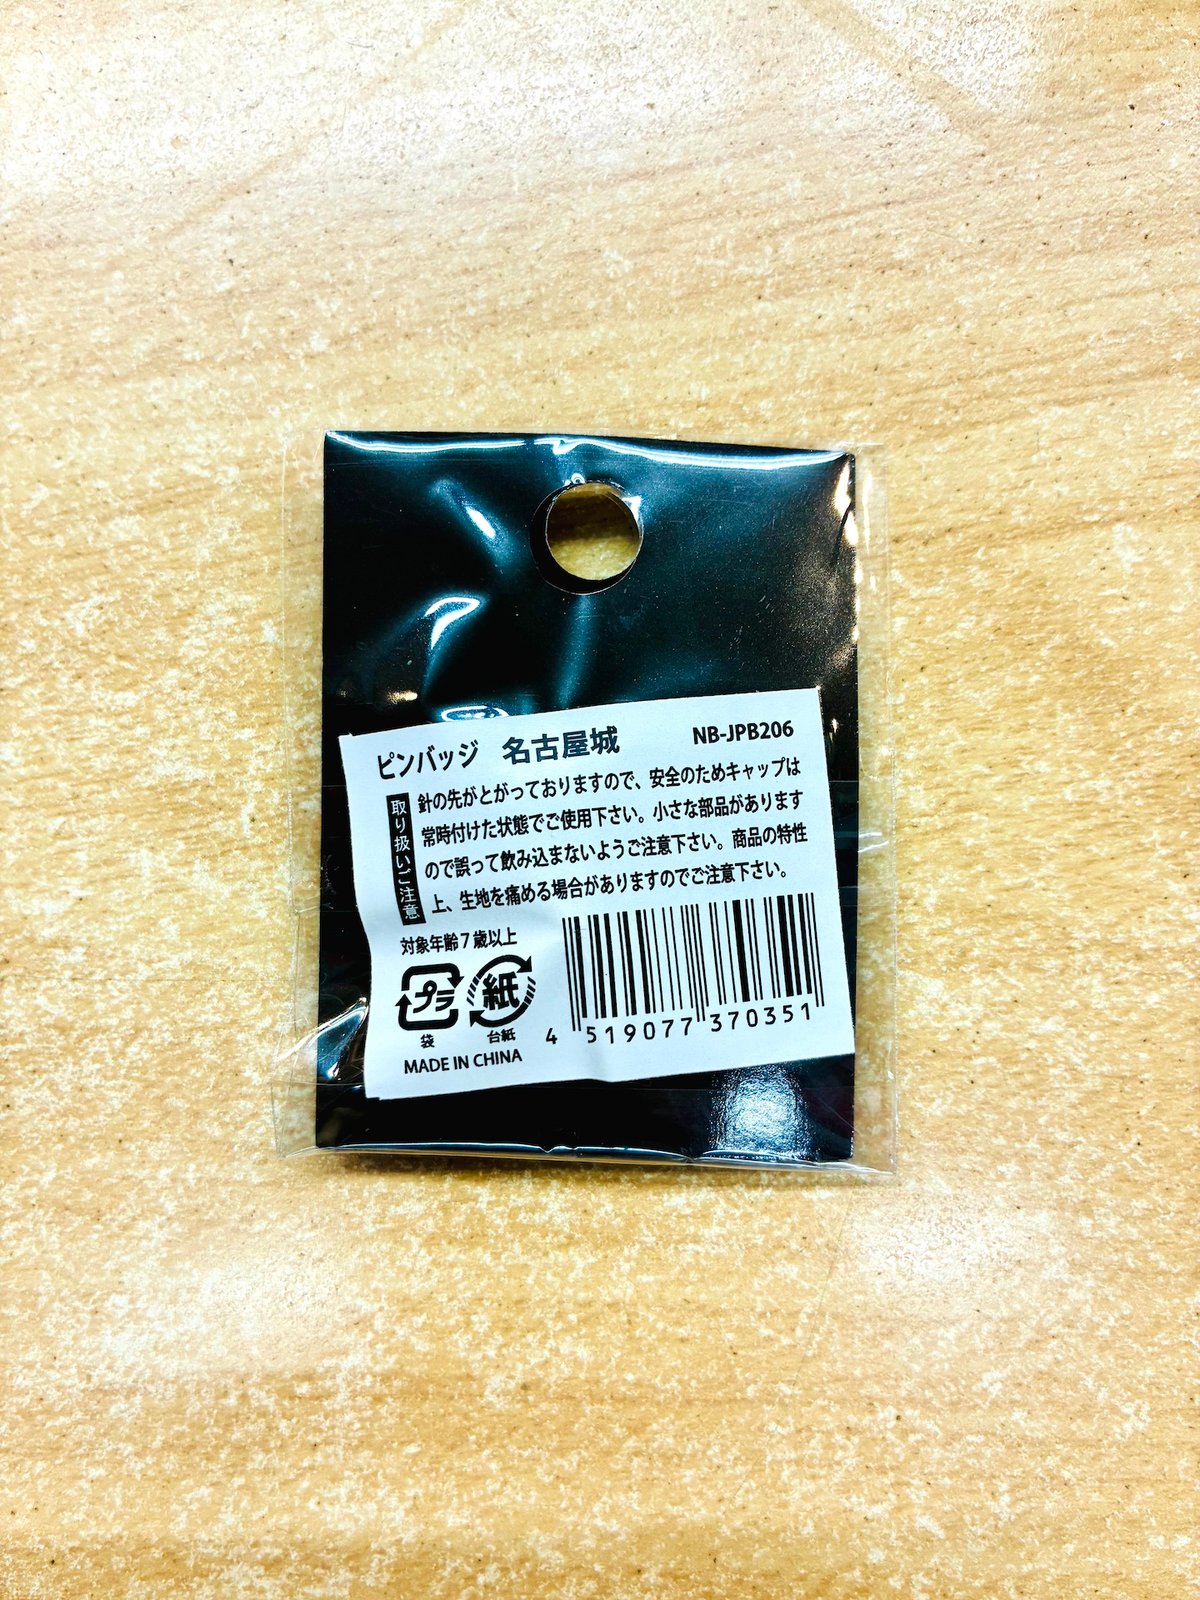 ピンバッジ 名古屋城 NB-JPB206
取り扱いご注意
針の先がとがっておりますので、安全のためキャップは
常時付けた状態でご使用下さい。小さな部品があります
ので誤って飲み込まないようご注意下さい。商品の特性
上、生地を痛める場合がありますのでご注意下さい。
対象年齢7歳以上
プラ 紙
袋 台紙
MADE IN CHINA
4 519077 370351